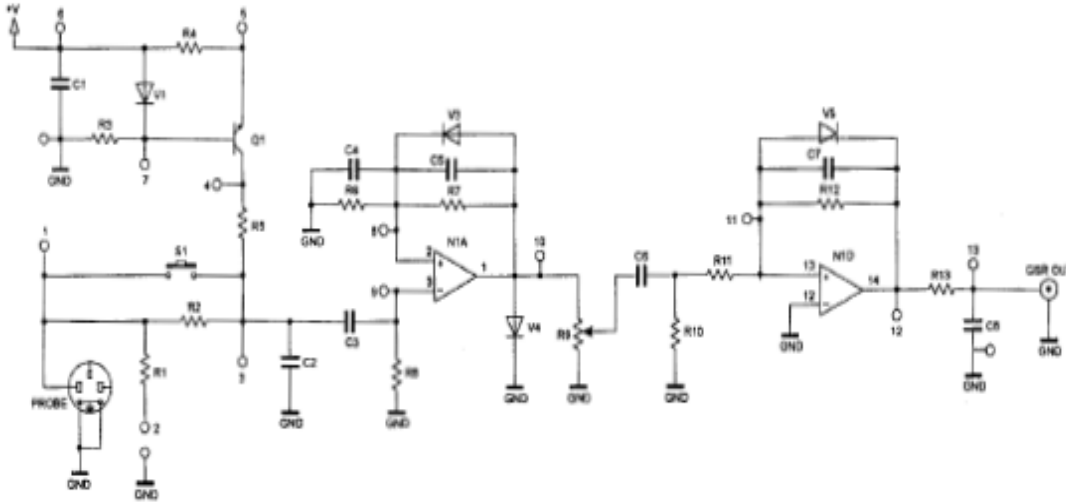 +V
6
5
R4
C1
V1
R3
Q1
GND
7
4
R5
1
S1
R2
3
R1
PROBE
2
GND
GND
C2
GND
C3
R8
GND
V3
C4
C5
R6
R7
GND
8
2
N1A
10
+
1
9
3
−
V4
R9
GND
GND
C6
R11
R10
GND
V5
C7
R12
11
13
N1D
+
14
12
−
GND
R13
13
12
C8
GND
GND